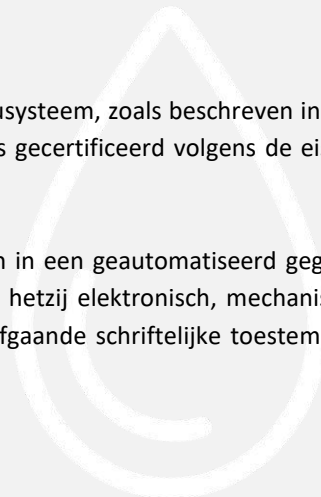 usysteem, zoals beschreven in
s gecertificeerd volgens de ei
n in een geautomatiseerd geg
hetzij elektronisch, mechanis
fgaande schriftelijke toestem